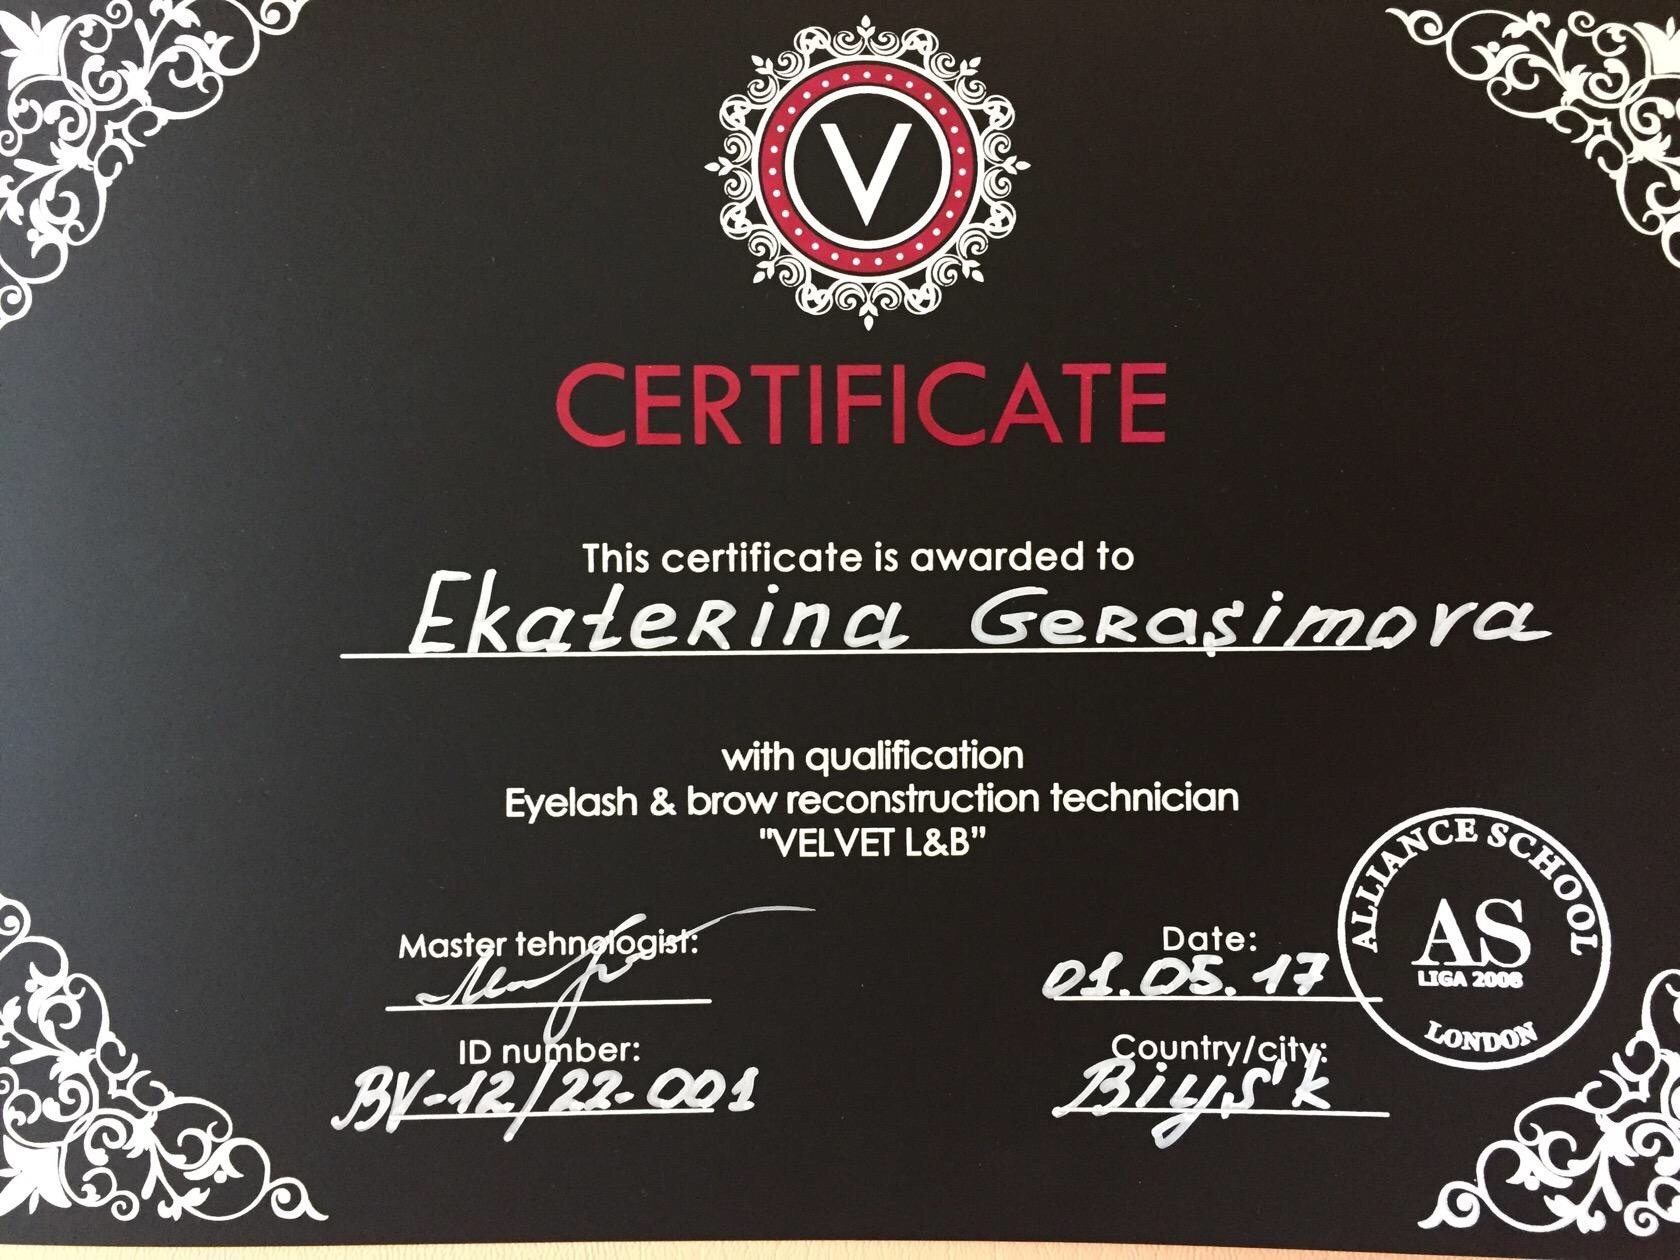 V
CERTIFICATE
This certificate is awarded to
Ekaterina Gerasimova
with qualification
Eyelash & brow reconstruction technician
"VELVET L&B"
Master tehnologist:
Date:
01.05.17
ID number:
BV-12/22-001
Country/city:
Biysk
ALLIANCE SCHOOL
AS
LIGA 2008
LONDON